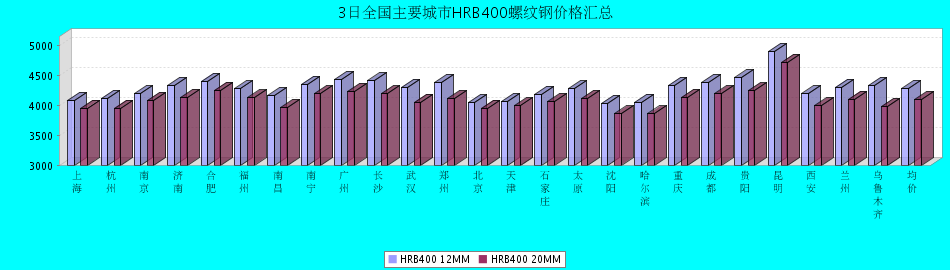 3日全国主要城市HRB400螺纹钢价格汇总
5000
4500
4000
3500
3000
上海
杭州
南京
济南
合肥
福州
南昌
南宁
广州
长沙
武汉
郑州
北京
天津
石家庄
太原
沈阳
哈尔滨
重庆
成都
贵阳
昆明
西安
兰州
乌鲁木齐
均价
HRB400 12MM HRB400 20MM